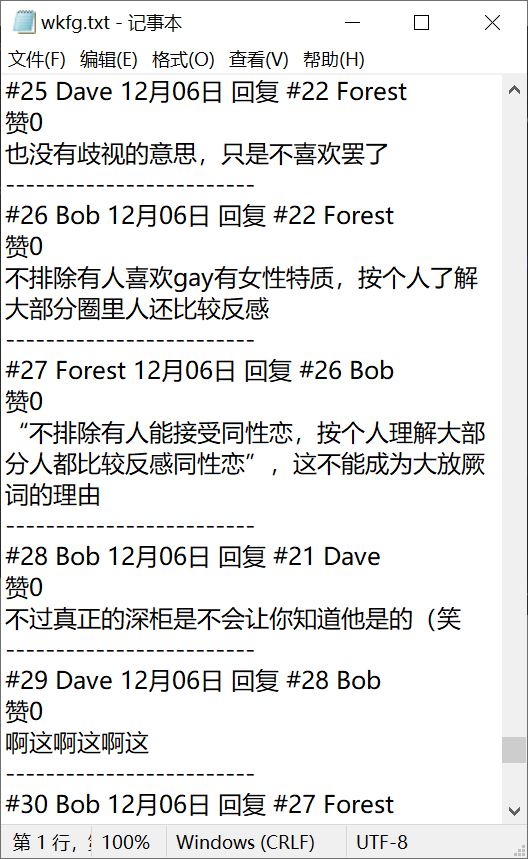 wkfg.txt - 记事本
文件(F) 编辑(E) 格式(O) 查看(V) 帮助(H)
#25 Dave 12月06日 回复 #22 Forest
赞0
也没有歧视的意思，只是不喜欢罢了
-------------------------
#26 Bob 12月06日 回复 #22 Forest
赞0
不排除有人喜欢gay有女性特质，按个人了解
大部分圈里人还比较反感
-------------------------
#27 Forest 12月06日 回复 #26 Bob
赞0
“不排除有人能接受同性恋，按个人理解大部
分人都比较反感同性恋”，这不能成为大放厥
词的理由
-------------------------
#28 Bob 12月06日 回复 #21 Dave
赞0
不过真正的深柜是不会让你知道他是的（笑
-------------------------
#29 Dave 12月06日 回复 #28 Bob
赞0
啊这啊这啊这
-------------------------
#30 Bob 12月06日 回复 #27 Forest
第 1 行， 100% Windows (CRLF) UTF-8